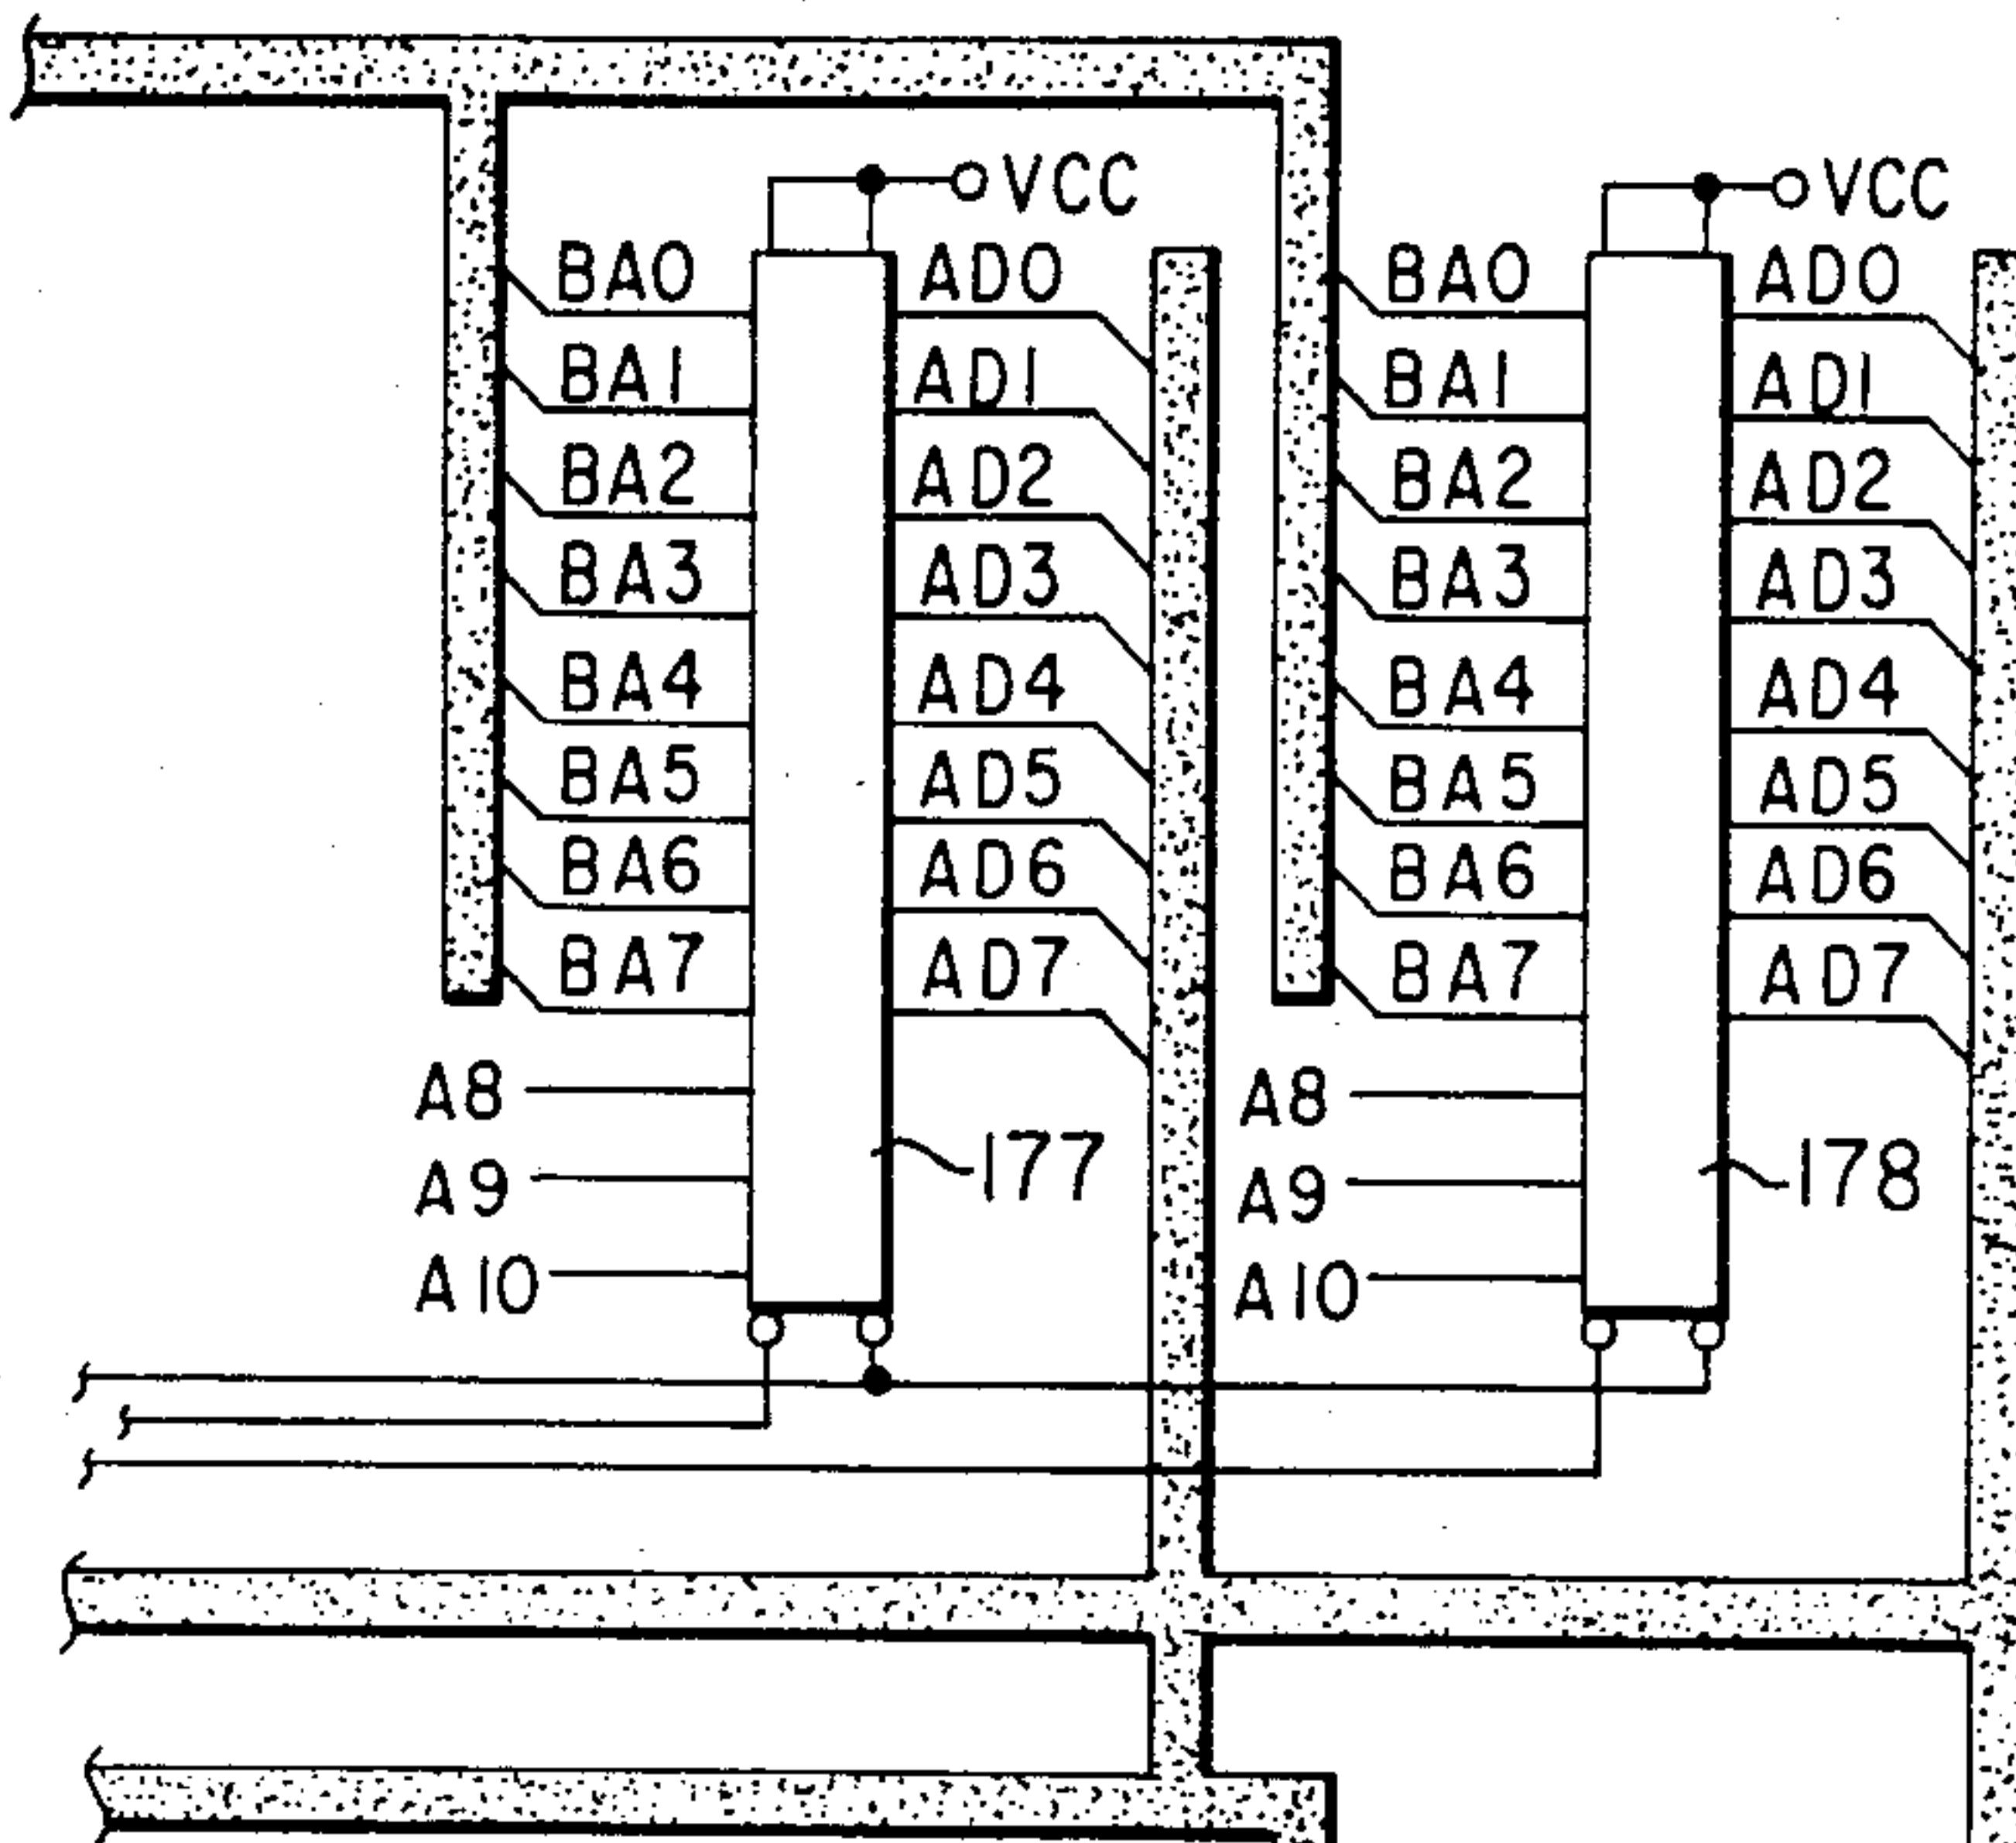 VCC VCC
BA0 AD0 BA0 AD0
BA1 AD1 BA1 AD1
BA2 AD2 BA2 AD2
BA3 AD3 BA3 AD3
BA4 AD4 BA4 AD4
BA5 AD5 BA5 AD5
BA6 AD6 BA6 AD6
BA7 AD7 BA7 AD7
A8 A8
177 178
A9 A9
A10 A10